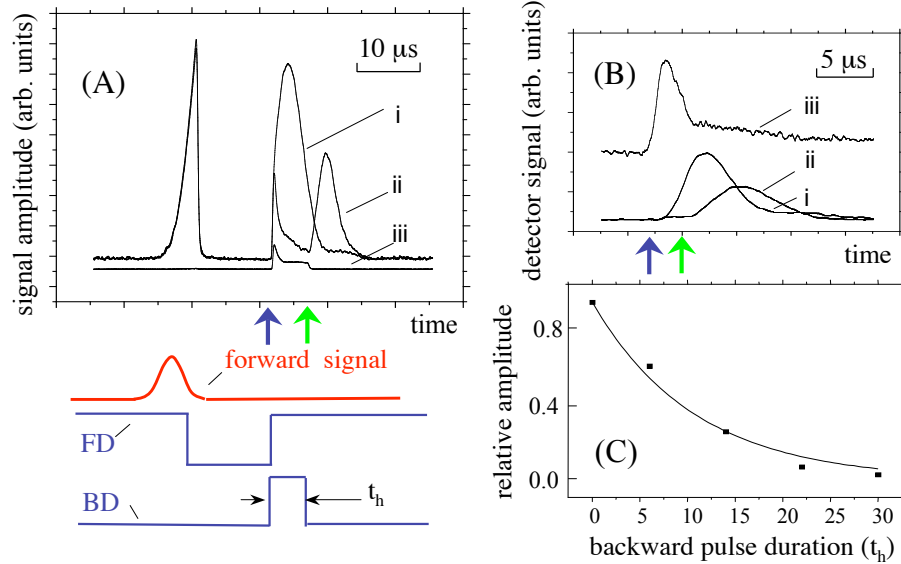 signal amplitude (arb. units)
(A)
10 μs
i
ii
iii
time
forward signal
FD
BD
t_h
detector signal (arb. units)
(B)
5 μs
iii
ii
i
time
relative amplitude
0.8
0.4
0.0
(C)
0 5 10 15 20 25 30
backward pulse duration (t_h)